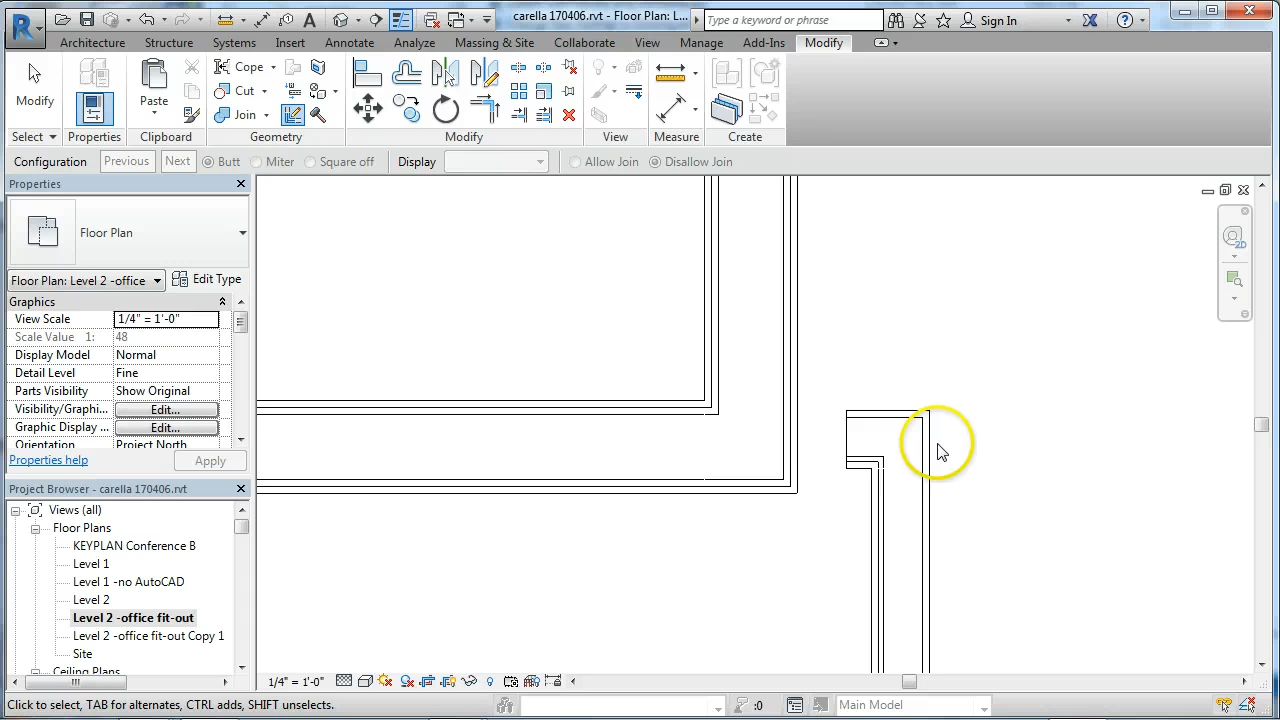 R
A
carella 170406.rvt - Floor Plan: L...
Type a keyword or phrase
Sign In
?
Architecture
Structure
Systems
Insert
Annotate
Analyze
Massing & Site
Collaborate
View
Manage
Add-Ins
Modify
Modify
Paste
Cope
Cut
Join
Select
Properties
Clipboard
Geometry
Modify
View
Measure
Create
Configuration
Previous
Next
Butt
Miter
Square off
Display
Allow Join
Disallow Join
Properties
Floor Plan
Floor Plan: Level 2 -office
Edit Type
Graphics
View Scale
1/4" = 1'-0"
Scale Value 1:
48
Display Model
Normal
Detail Level
Fine
Parts Visibility
Show Original
Visibility/Graphi...
Edit...
Graphic Display ...
Edit...
Orientation
Project North
Properties help
Apply
Project Browser - carella 170406.rvt
Views (all)
Floor Plans
KEYPLAN Conference B
Level 1
Level 1 -no AutoCAD
Level 2
Level 2 -office fit-out
Level 2 -office fit-out Copy 1
Site
Ceiling Plans
2D
1/4" = 1'-0"
Click to select, TAB for alternates, CTRL adds, SHIFT unselects.
:0
Main Model